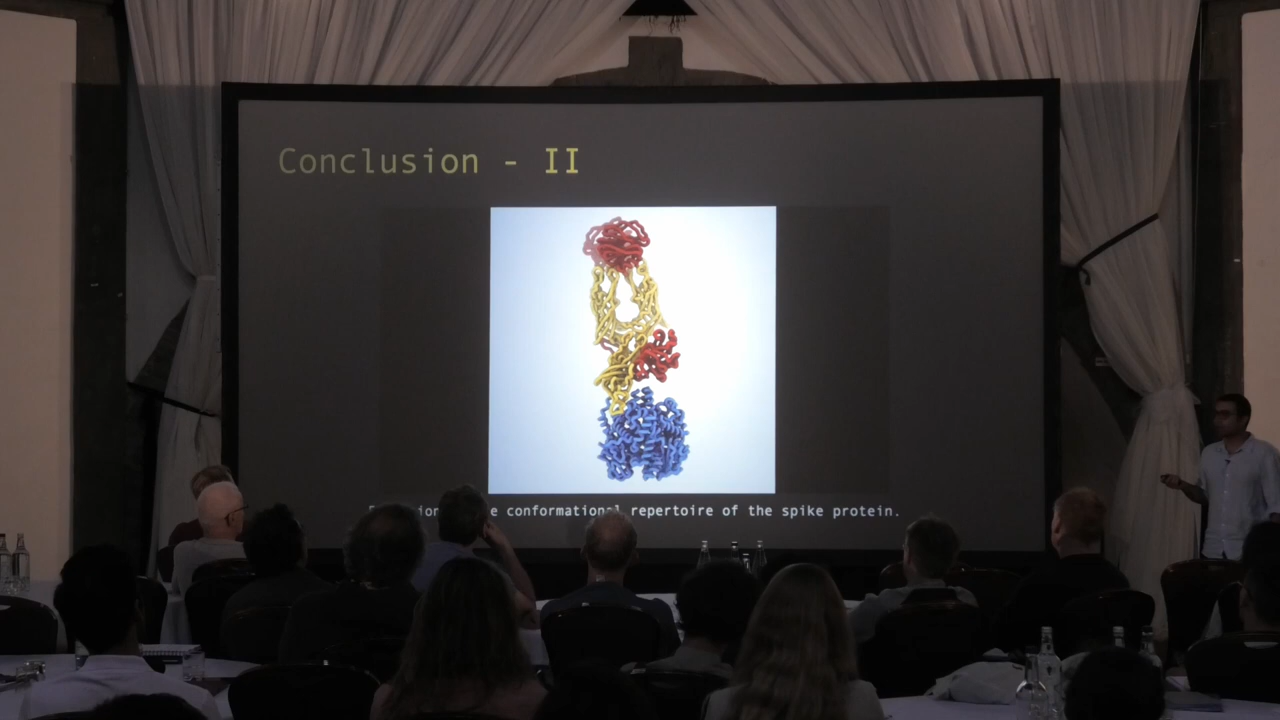 Conclusion - II
conformational repertoire of the spike protein.